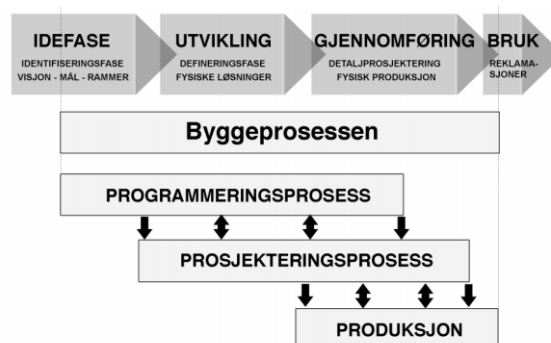 IDEFASE
IDENTIFISERINGSFASE
VISJON - MÅL - RAMMER
UTVIKLING
DEFINERINGSFASE
FYSISKE LØSNINGER
GJENNOMFØRING
DETALJPROSJEKTERING
FYSISK PRODUKSJON
BRUK
REKLAMA-
SJONER
Byggeprosessen
PROGRAMMERINGSPROSESS
PROSJEKTERINGSPROSESS
PRODUKSJON